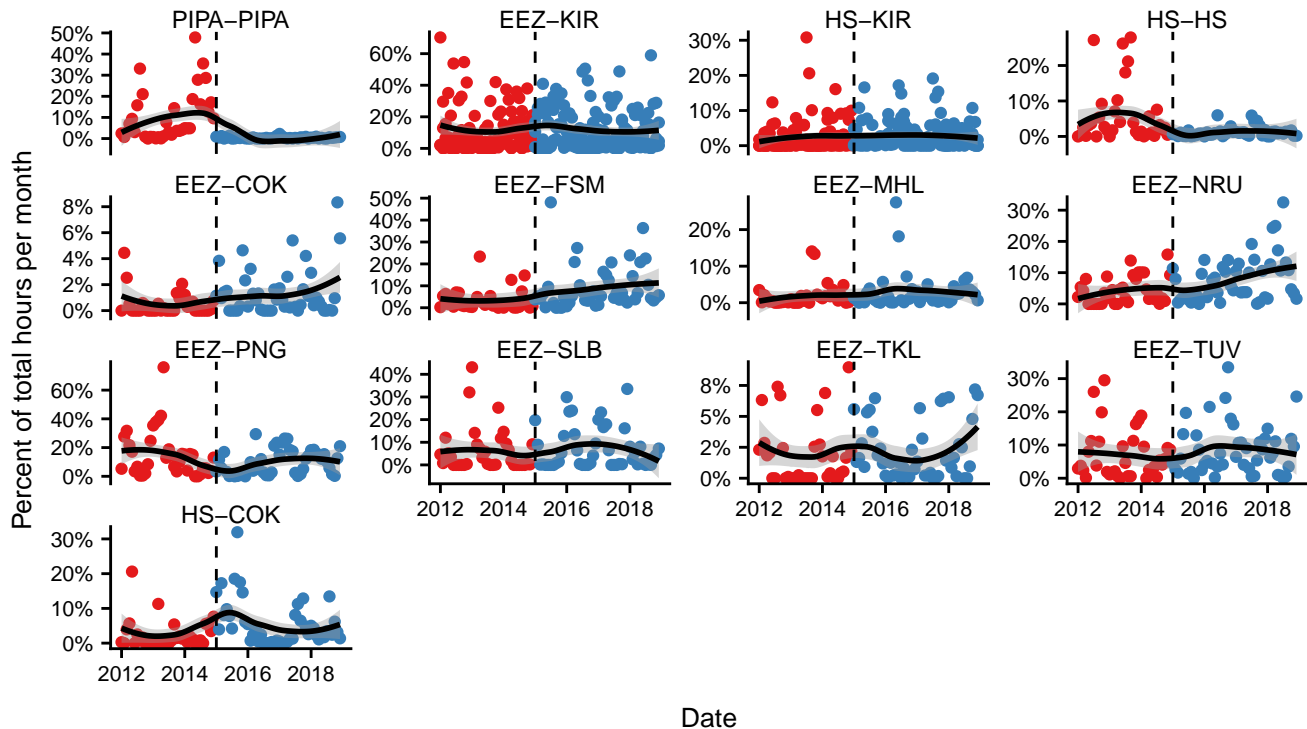 PIPA–PIPA
EEZ–KIR
HS–KIR
HS–HS
50%
40%
30%
20%
10%
0%
60%
40%
20%
0%
30%
20%
10%
0%
20%
10%
0%
EEZ–COK
EEZ–FSM
EEZ–MHL
EEZ–NRU
8%
6%
4%
2%
0%
50%
40%
30%
20%
10%
0%
20%
10%
0%
30%
20%
10%
0%
EEZ–PNG
EEZ–SLB
EEZ–TKL
EEZ–TUV
60%
40%
20%
0%
40%
30%
20%
10%
0%
8%
5%
2%
0%
30%
20%
10%
0%
2012 2014 2016 2018
2012 2014 2016 2018
2012 2014 2016 2018
HS–COK
30%
20%
10%
0%
2012 2014 2016 2018
Percent of total hours per month
Date